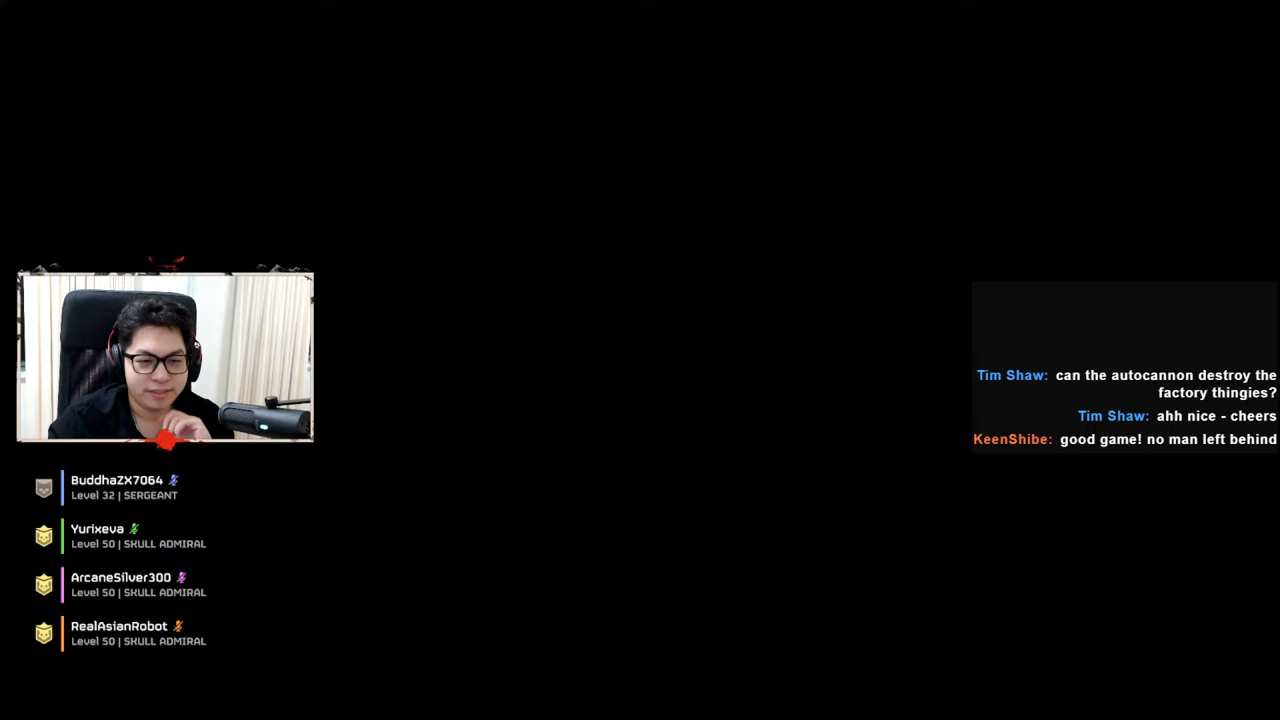 BuddhaZX7064
Level 32 | SERGEANT
Yurixeva
Level 50 | SKULL ADMIRAL
ArcaneSilver300
Level 50 | SKULL ADMIRAL
RealAsianRobot
Level 50 | SKULL ADMIRAL
Tim Shaw: can the autocannon destroy the
factory thingies?
Tim Shaw: ahh nice - cheers
KeenShibe: good game! no man left behind